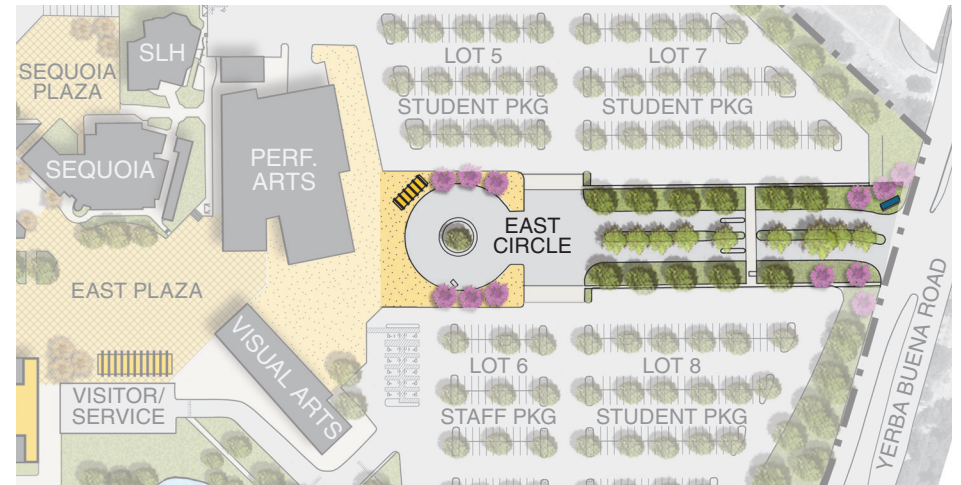 SLH
SEQUOIA
PLAZA
SEQUOIA
PERF.
ARTS
LOT 5
STUDENT PKG
LOT 7
STUDENT PKG
EAST
CIRCLE
EAST PLAZA
VISUAL ARTS
VISITOR/
SERVICE
LOT 6
STAFF PKG
LOT 8
STUDENT PKG
YERBA BUENA ROAD